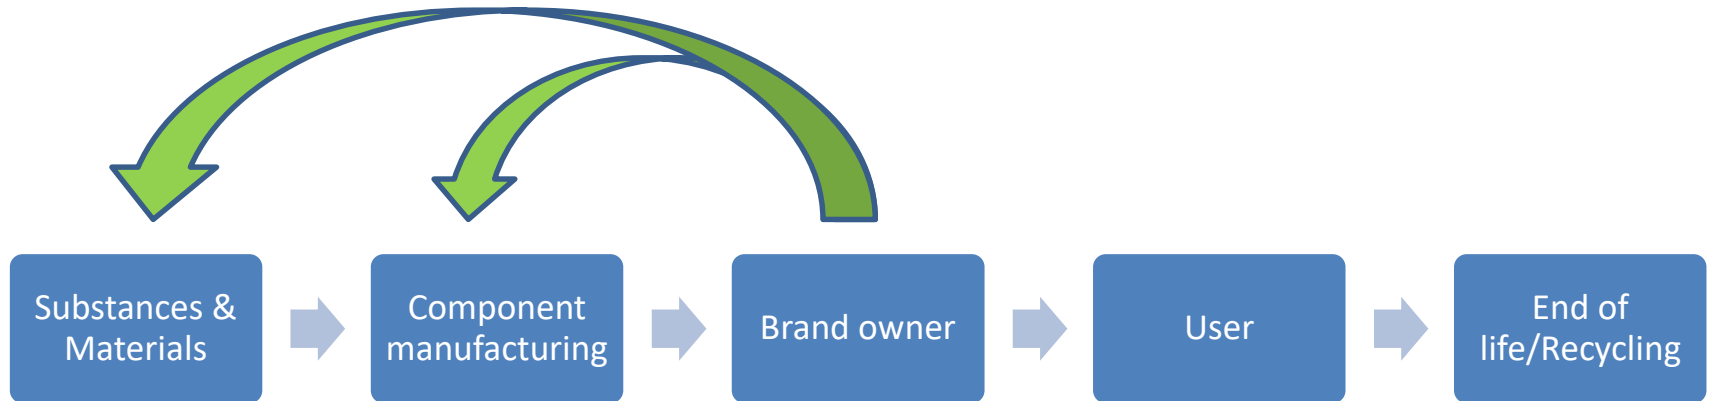 Substances &
Materials
Component
manufacturing
Brand owner
User
End of
life/Recycling